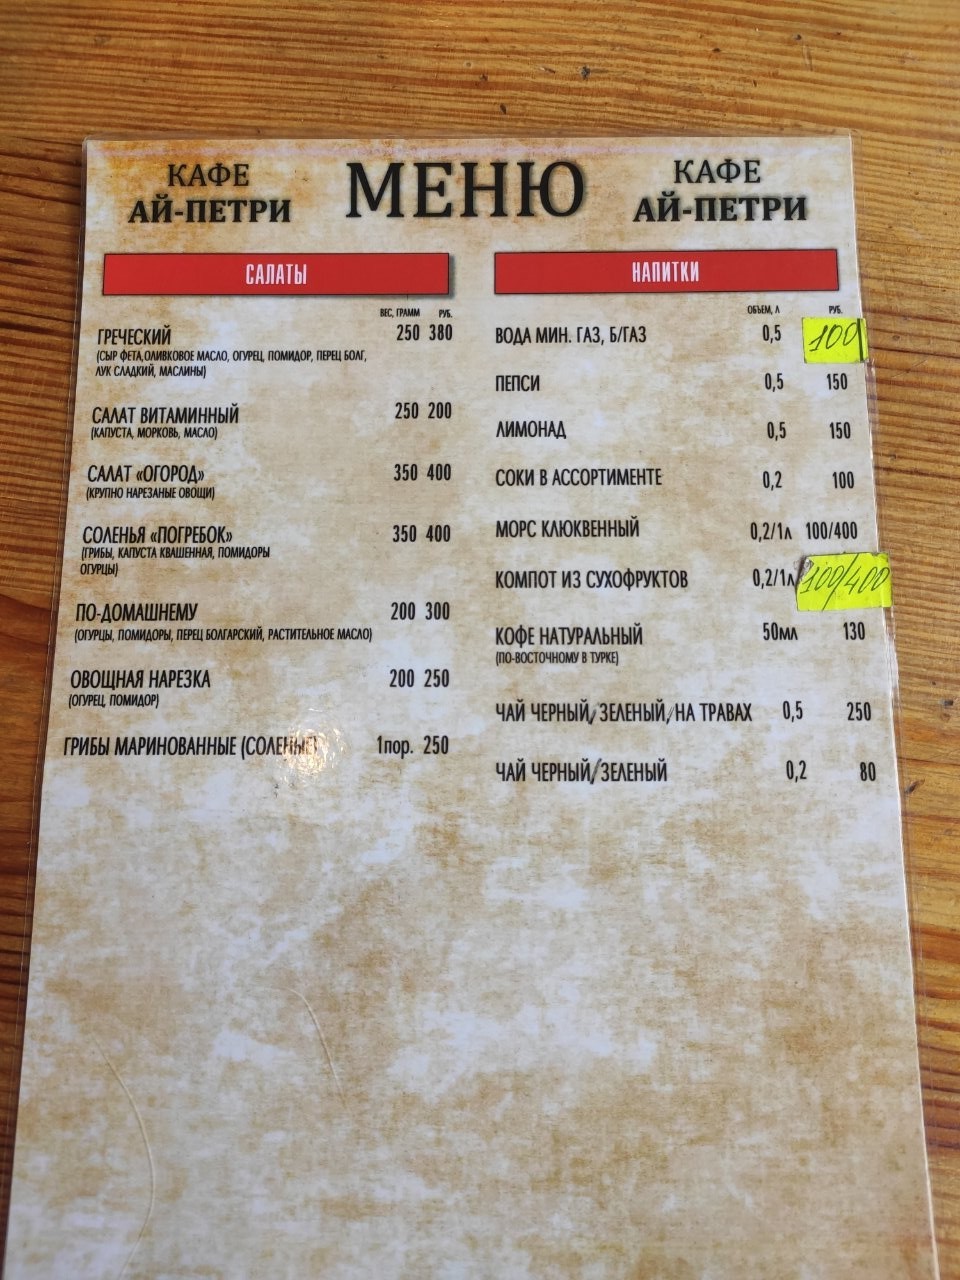 КАФЕ
АЙ-ПЕТРИ
МЕНЮ
КАФЕ
АЙ-ПЕТРИ
САЛАТЫ
ВЕС, ГРАММ РУБ.
ГРЕЧЕСКИЙ 250 380
(СЫР ФЕТА,ОЛИВКОВОЕ МАСЛО, ОГУРЕЦ, ПОМИДОР, ПЕРЕЦ БОЛГ,
ЛУК СЛАДКИЙ, МАСЛИНЫ)
САЛАТ ВИТАМИННЫЙ 250 200
(КАПУСТА, МОРКОВЬ, МАСЛО)
САЛАТ «ОГОРОД» 350 400
(КРУПНО НАРЕЗАНЫЕ ОВОЩИ)
СОЛЕНЬЯ «ПОГРЕБОК» 350 400
(ГРИБЫ, КАПУСТА КВАШЕННАЯ, ПОМИДОРЫ
ОГУРЦЫ)
ПО-ДОМАШНЕМУ 200 300
(ОГУРЦЫ, ПОМИДОРЫ, ПЕРЕЦ БОЛГАРСКИЙ, РАСТИТЕЛЬНОЕ МАСЛО)
ОВОЩНАЯ НАРЕЗКА 200 250
(ОГУРЕЦ, ПОМИДОР)
ГРИБЫ МАРИНОВАННЫЕ (СОЛЕНЫЕ) 1пор. 250
НАПИТКИ
ОБЪЕМ, Л РУБ.
ВОДА МИН. ГАЗ, Б/ГАЗ 0,5 100
ПЕПСИ 0,5 150
ЛИМОНАД 0,5 150
СОКИ В АССОРТИМЕНТЕ 0,2 100
МОРС КЛЮКВЕННЫЙ 0,2/1л 100/400
КОМПОТ ИЗ СУХОФРУКТОВ 0,2/1л 100/400
КОФЕ НАТУРАЛЬНЫЙ 50мл 130
(ПО-ВОСТОЧНОМУ В ТУРКЕ)
ЧАЙ ЧЕРНЫЙ/ЗЕЛЕНЫЙ/НА ТРАВАХ 0,5 250
ЧАЙ ЧЕРНЫЙ/ЗЕЛЕНЫЙ 0,2 80